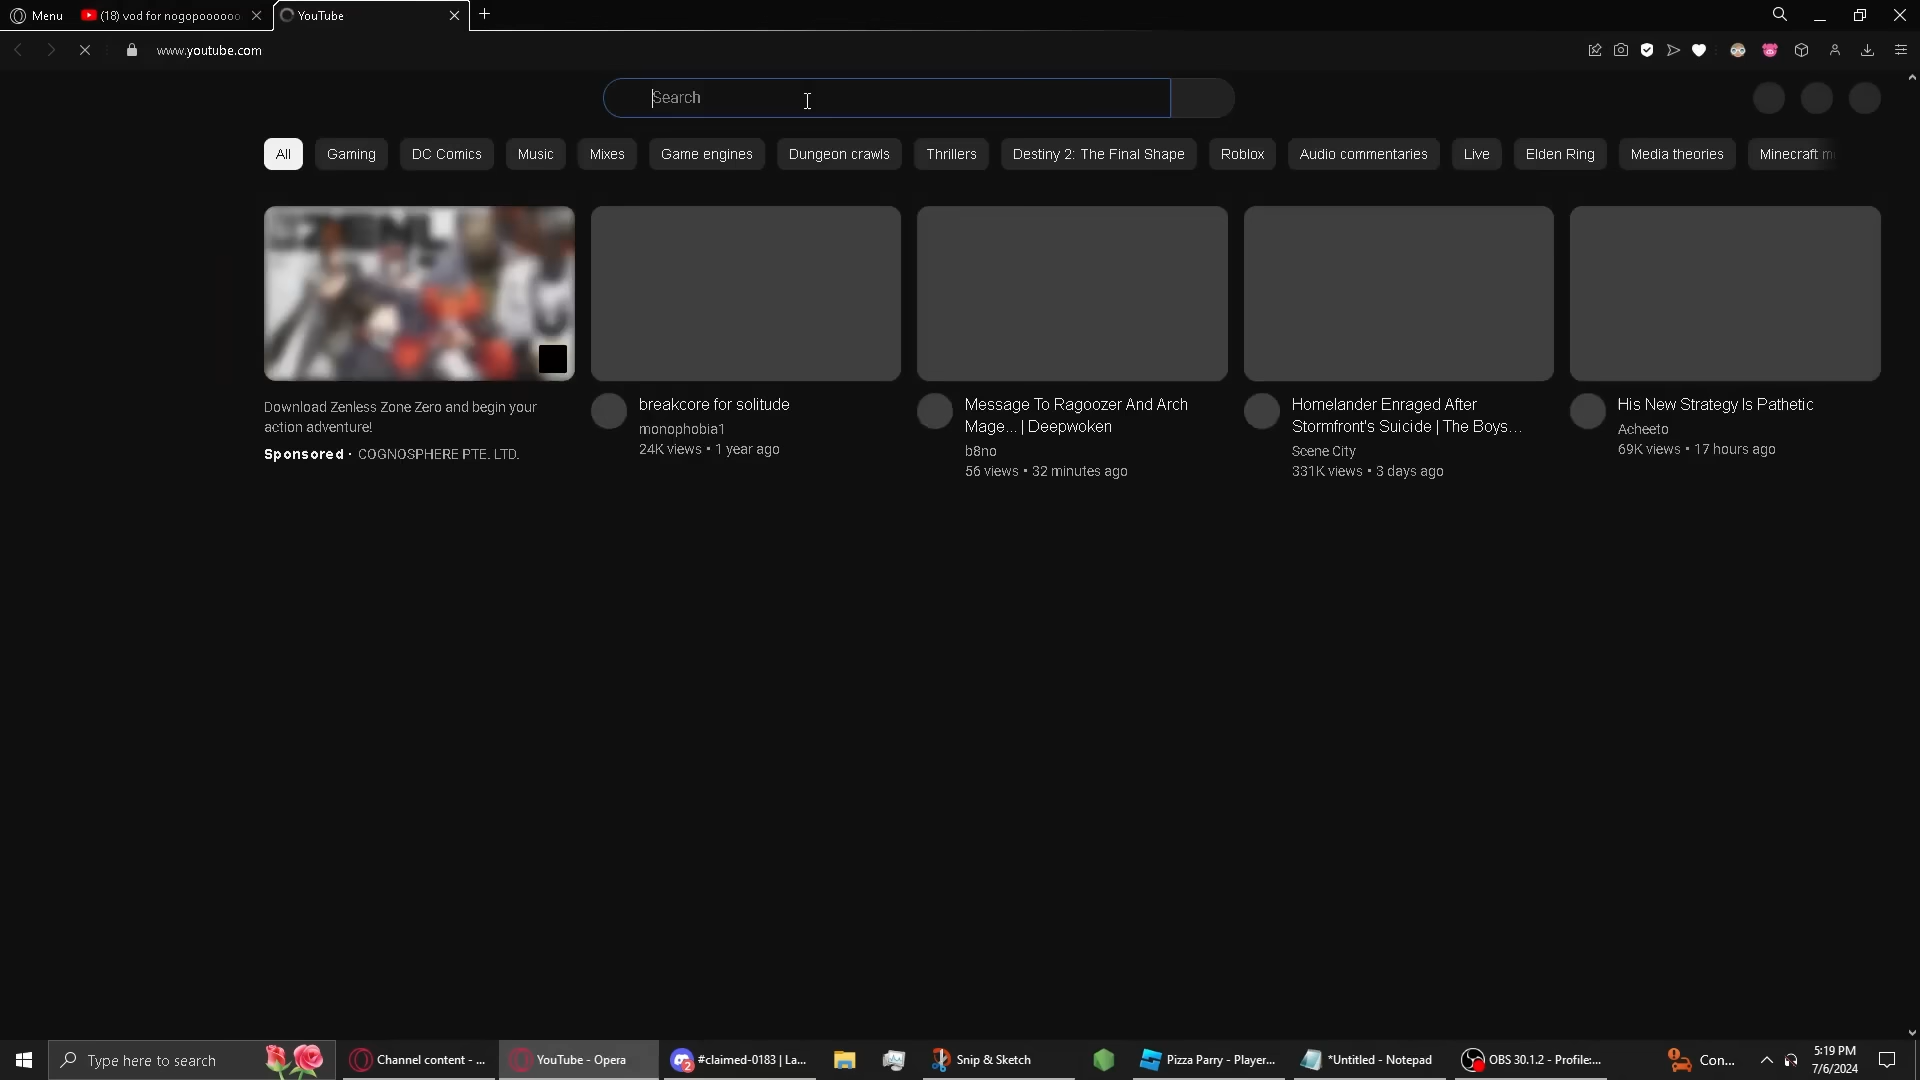 Menu
(18) vod for nogopoooooo
YouTube
www.youtube.com
Search
All
Gaming
DC Comics
Music
Mixes
Game engines
Dungeon crawls
Thrillers
Destiny 2: The Final Shape
Roblox
Audio commentaries
Live
Elden Ring
Media theories
Minecraft m
Download Zenless Zone Zero and begin your
action adventure!
Sponsored • COGNOSPHERE PTE. LTD.
breakcore for solitude
monophobia1
24K views • 1 year ago
Message To Ragoozer And Arch
Mage... | Deepwoken
b8no
56 views • 32 minutes ago
Homelander Enraged After
Stormfront's Suicide | The Boys...
Scene City
331K views • 3 days ago
His New Strategy Is Pathetic
Acheeto
69K views • 17 hours ago
Type here to search
Channel content - ...
YouTube - Opera
2
#claimed-0183 | La...
Snip & Sketch
Pizza Parry - Player...
*Untitled - Notepad
OBS 30.1.2 - Profile:...
Con...
5:19 PM
7/6/2024